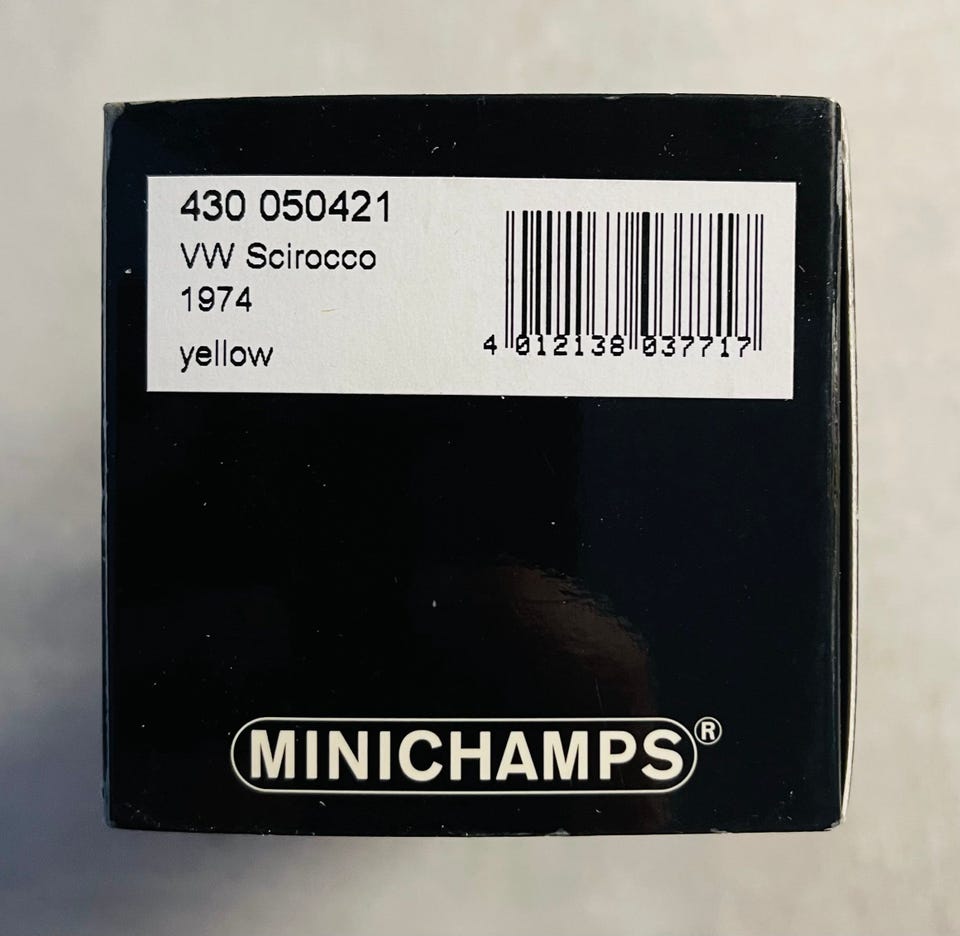 430 050421
VW Scirocco
1974
yellow
4 012138 037717
MINICHAMPS®